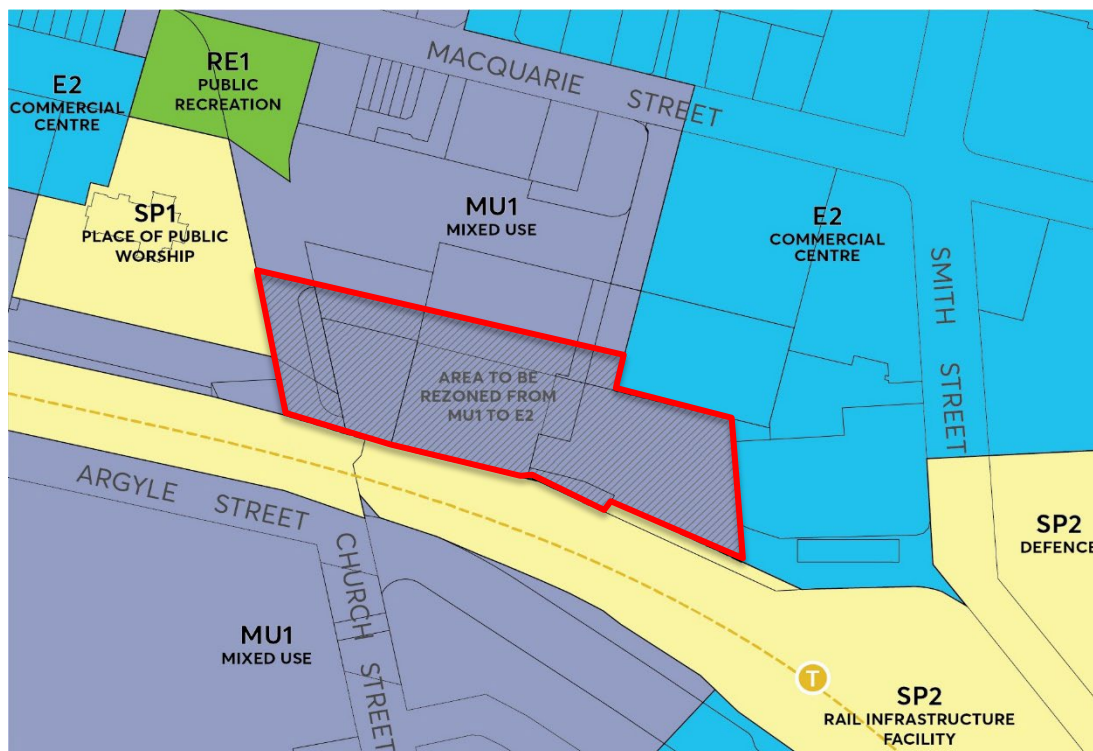 MACQUARIE STREET
RE1
PUBLIC
RECREATION
E2
COMMERCIAL
CENTRE
SP1
PLACE OF PUBLIC
WORSHIP
MU1
MIXED USE
E2
COMMERCIAL
CENTRE
SMITH STREET
AREA TO BE
REZONED FROM
MU1 TO E2
ARGYLE STREET
CHURCH STREET
SP2
DEFENCE
MU1
MIXED USE
T
SP2
RAIL INFRASTRUCTURE
FACILITY